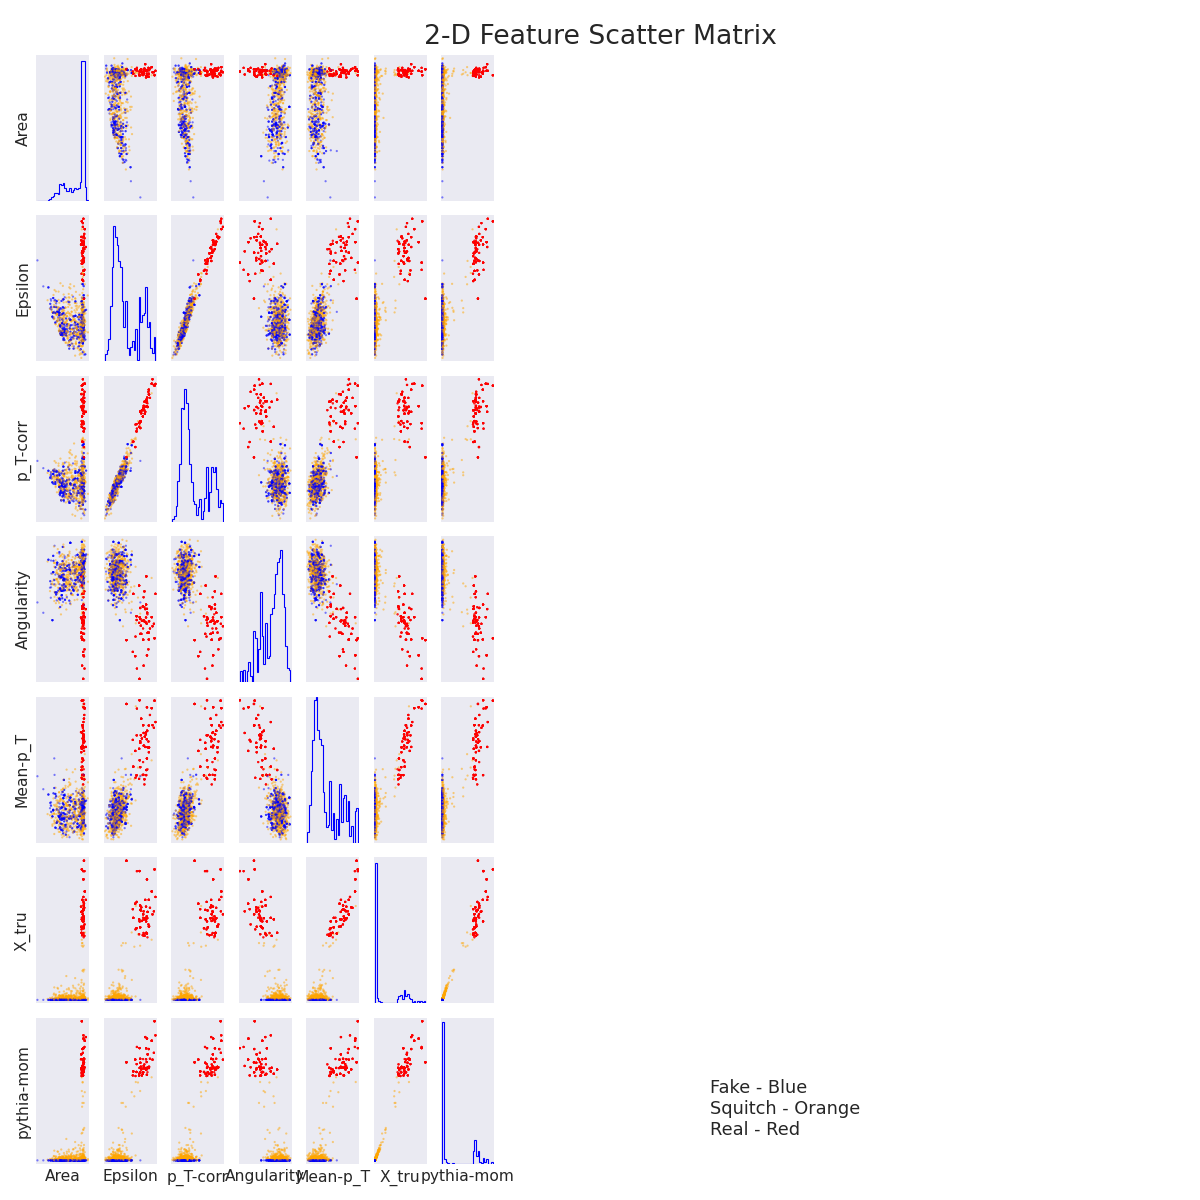 2-D Feature Scatter Matrix
Area
Epsilon
p_T-corr
Angularity
Mean-p_T
X_tru
pythia-mom
Area Epsilon p_T-corr Angularity Mean-p_T X_tru pythia-mom
Fake - Blue
Squitch - Orange
Real - Red